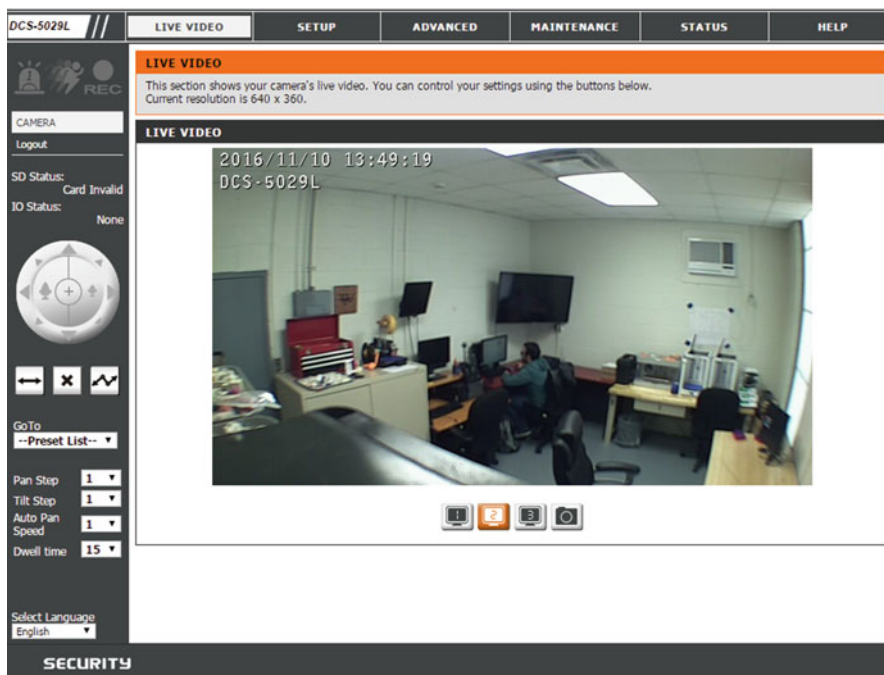 DCS-5029L
LIVE VIDEO
SETUP
ADVANCED
MAINTENANCE
STATUS
HELP
REC
CAMERA
Logout
SD Status:
Card Invalid
IO Status:
None
GoTo
--Preset List--
Pan Step 1
Tilt Step 1
Auto Pan
Speed 1
Dwell time 15
Select Language
English
LIVE VIDEO
This section shows your camera's live video. You can control your settings using the buttons below.
Current resolution is 640 x 360.
LIVE VIDEO
2016/11/10 13:49:19
DCS-5029L
1
2
3
SECURITY